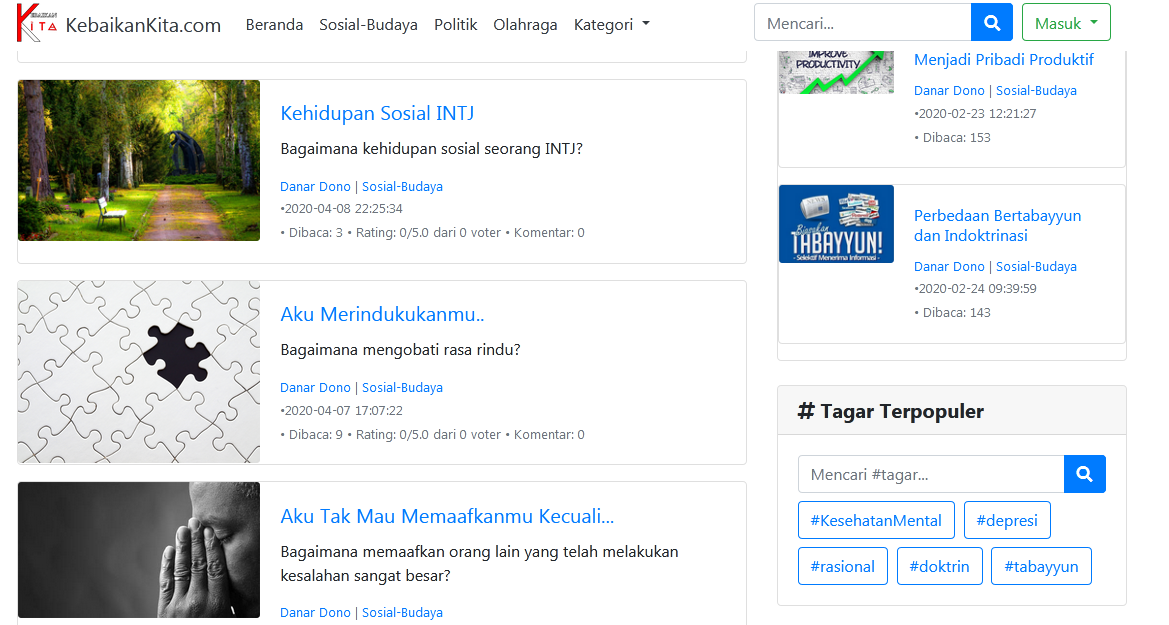 KEBAIKAN
KITA
KebaikanKita.com
Beranda
Sosial-Budaya
Politik
Olahraga
Kategori
Mencari...
Masuk
Kehidupan Sosial INTJ
Bagaimana kehidupan sosial seorang INTJ?
Danar Dono | Sosial-Budaya
•2020-04-08 22:25:34
• Dibaca: 3 • Rating: 0/5.0 dari 0 voter • Komentar: 0
Aku Merindukukanmu..
Bagaimana mengobati rasa rindu?
Danar Dono | Sosial-Budaya
•2020-04-07 17:07:22
• Dibaca: 9 • Rating: 0/5.0 dari 0 voter • Komentar: 0
Aku Tak Mau Memaafkanmu Kecuali...
Bagaimana memaafkan orang lain yang telah melakukan
kesalahan sangat besar?
Danar Dono | Sosial-Budaya
IMPROVE
PRODUCTIVITY
Menjadi Pribadi Produktif
Danar Dono | Sosial-Budaya
•2020-02-23 12:21:27
• Dibaca: 153
Biasakan
TABAYYUN!
- Selektif Menerima Informasi -
Perbedaan Bertabayyun
dan Indoktrinasi
Danar Dono | Sosial-Budaya
•2020-02-24 09:39:59
• Dibaca: 143
# Tagar Terpopuler
Mencari #tagar...
#KesehatanMental
#depresi
#rasional
#doktrin
#tabayyun